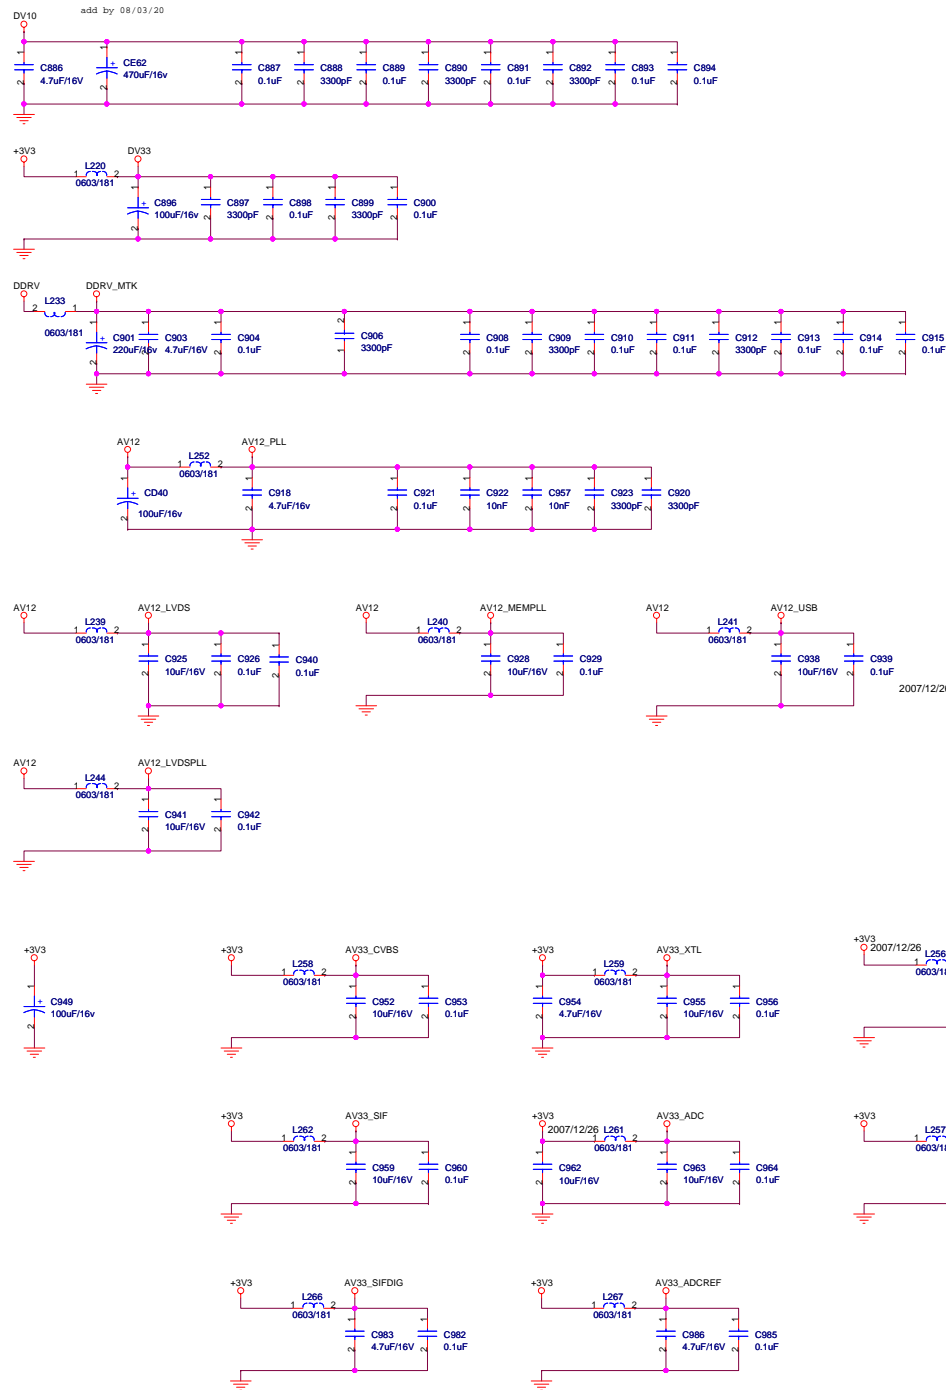 add by 08/03/20
DV10
C886
4.7uF/16V
CE62
470uF/16v
C887
0.1uF
C888
3300pF
C889
0.1uF
C890
3300pF
C891
0.1uF
C892
3300pF
C893
0.1uF
C894
0.1uF
+3V3
L220
0603/181
DV33
C896
100uF/16v
C897
3300pF
C898
0.1uF
C899
3300pF
C900
0.1uF
DDRV
L233
0603/181
DDRV_MTK
C901
220uF/16v
C903
4.7uF/16V
C904
0.1uF
C906
3300pF
C908
0.1uF
C909
3300pF
C910
0.1uF
C911
0.1uF
C912
3300pF
C913
0.1uF
C914
0.1uF
C915
0.1uF
AV12
L252
0603/181
AV12_PLL
CD40
100uF/16v
C918
4.7uF/16v
C921
0.1uF
C922
10nF
C957
10nF
C923
3300pF
C920
3300pF
AV12
L239
0603/181
AV12_LVDS
C925
10uF/16V
C926
0.1uF
C940
0.1uF
AV12
L240
0603/181
AV12_MEMPLL
C928
10uF/16V
C929
0.1uF
AV12
L241
0603/181
AV12_USB
C938
10uF/16V
C939
0.1uF
2007/12/26
AV12
L244
0603/181
AV12_LVDSPLL
C941
10uF/16V
C942
0.1uF
+3V3
C949
100uF/16v
+3V3
L258
0603/181
AV33_CVBS
C952
10uF/16V
C953
0.1uF
+3V3
L259
0603/181
AV33_XTL
C954
4.7uF/16V
C955
10uF/16V
C956
0.1uF
+3V3
2007/12/26
L256
+3V3
L262
0603/181
AV33_SIF
C959
10uF/16V
C960
0.1uF
+3V3
2007/12/26
L261
0603/181
AV33_ADC
C962
10uF/16V
C963
10uF/16V
C964
0.1uF
+3V3
L257
+3V3
L266
0603/181
AV33_SIFDIG
C983
4.7uF/16V
C982
0.1uF
+3V3
L267
0603/181
AV33_ADCREF
C986
4.7uF/16V
C985
0.1uF